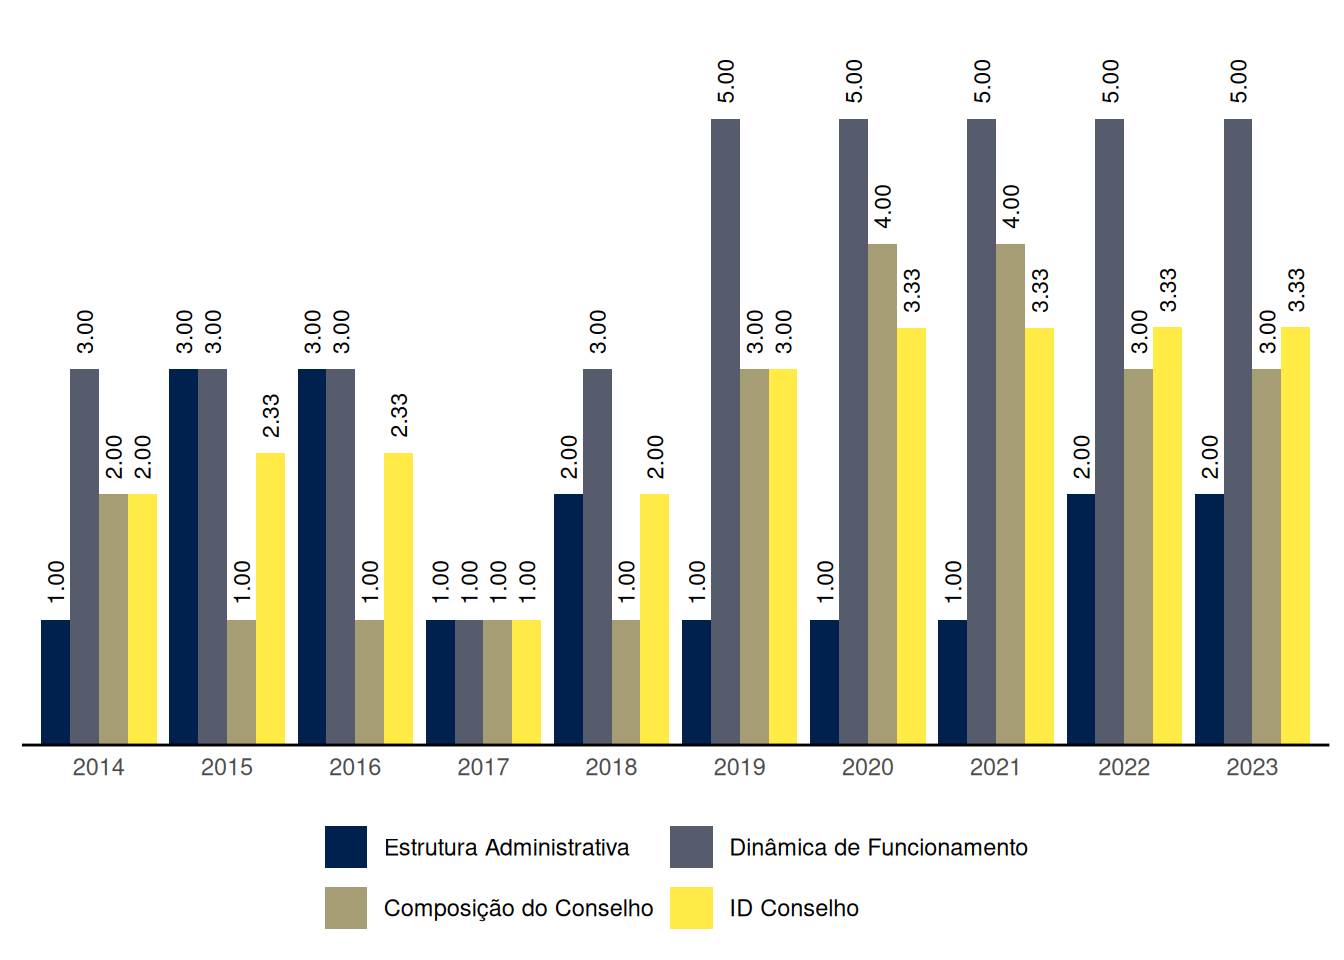 5.00 5.00 5.00 5.00 5.00
4.00 4.00
3.33 3.33 3.33 3.33
3.00 3.00 3.00 3.00 3.00 3.00 3.00 3.00 3.00 3.00
2.33 2.33
2.00 2.00 2.00 2.00 2.00 2.00
1.00 1.00 1.00 1.00 1.00 1.00 1.00 1.00 1.00 1.00 1.00
2014 2015 2016 2017 2018 2019 2020 2021 2022 2023
Estrutura Administrativa Dinâmica de Funcionamento
Composição do Conselho ID Conselho